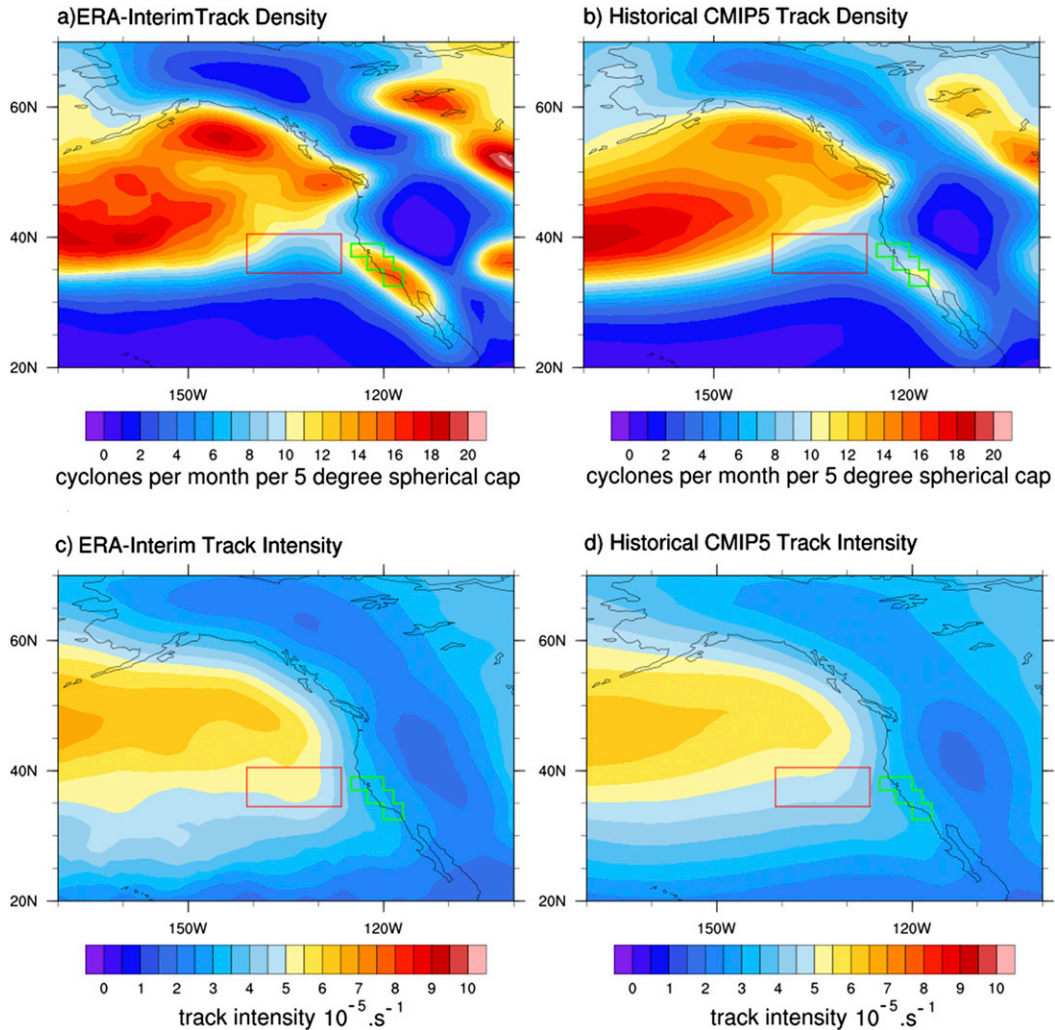 a)ERA-Interim Track Density
b) Historical CMIP5 Track Density
60N
40N
20N
150W
120W
60N
40N
20N
150W
120W
0 2 4 6 8 10 12 14 16 18 20
cyclones per month per 5 degree spherical cap
0 2 4 6 8 10 12 14 16 18 20
cyclones per month per 5 degree spherical cap
c) ERA-Interim Track Intensity
d) Historical CMIP5 Track Intensity
60N
40N
20N
150W
120W
60N
40N
20N
150W
120W
0 1 2 3 4 5 6 7 8 9 10
track intensity 10⁻⁵.s⁻¹
0 1 2 3 4 5 6 7 8 9 10
track intensity 10⁻⁵.s⁻¹